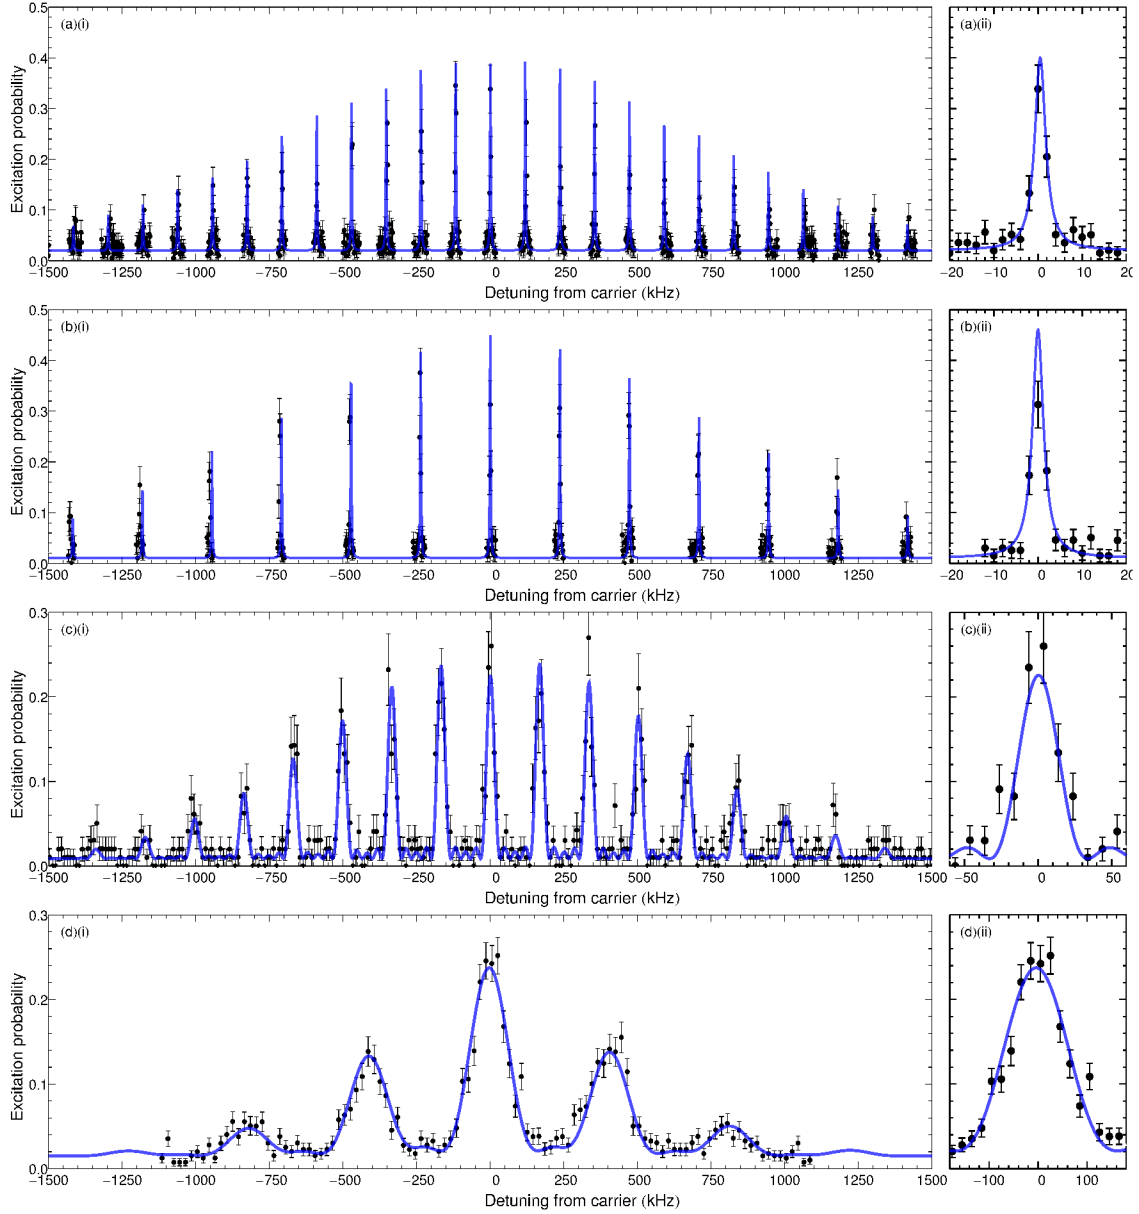 0.5
0.4
0.3
0.2
0.1
0.0
Excitation probability
(a)(i)
−1500 −1250 −1000 −750 −500 −250 0 250 500 750 1000 1250 1500
Detuning from carrier (kHz)
(a)(ii)
−20 −10 0 10 20
0.5
0.4
0.3
0.2
0.1
0.0
Excitation probability
(b)(i)
−1500 −1250 −1000 −750 −500 −250 0 250 500 750 1000 1250 1500
Detuning from carrier (kHz)
(b)(ii)
−20 −10 0 10 20
0.3
0.2
0.1
0.0
Excitation probability
(c)(i)
−1500 −1250 −1000 −750 −500 −250 0 250 500 750 1000 1250 1500
Detuning from carrier (kHz)
(c)(ii)
−50 0 50
0.3
0.2
0.1
0.0
Excitation probability
(d)(i)
−1500 −1250 −1000 −750 −500 −250 0 250 500 750 1000 1250 1500
Detuning from carrier (kHz)
(d)(ii)
−100 0 100